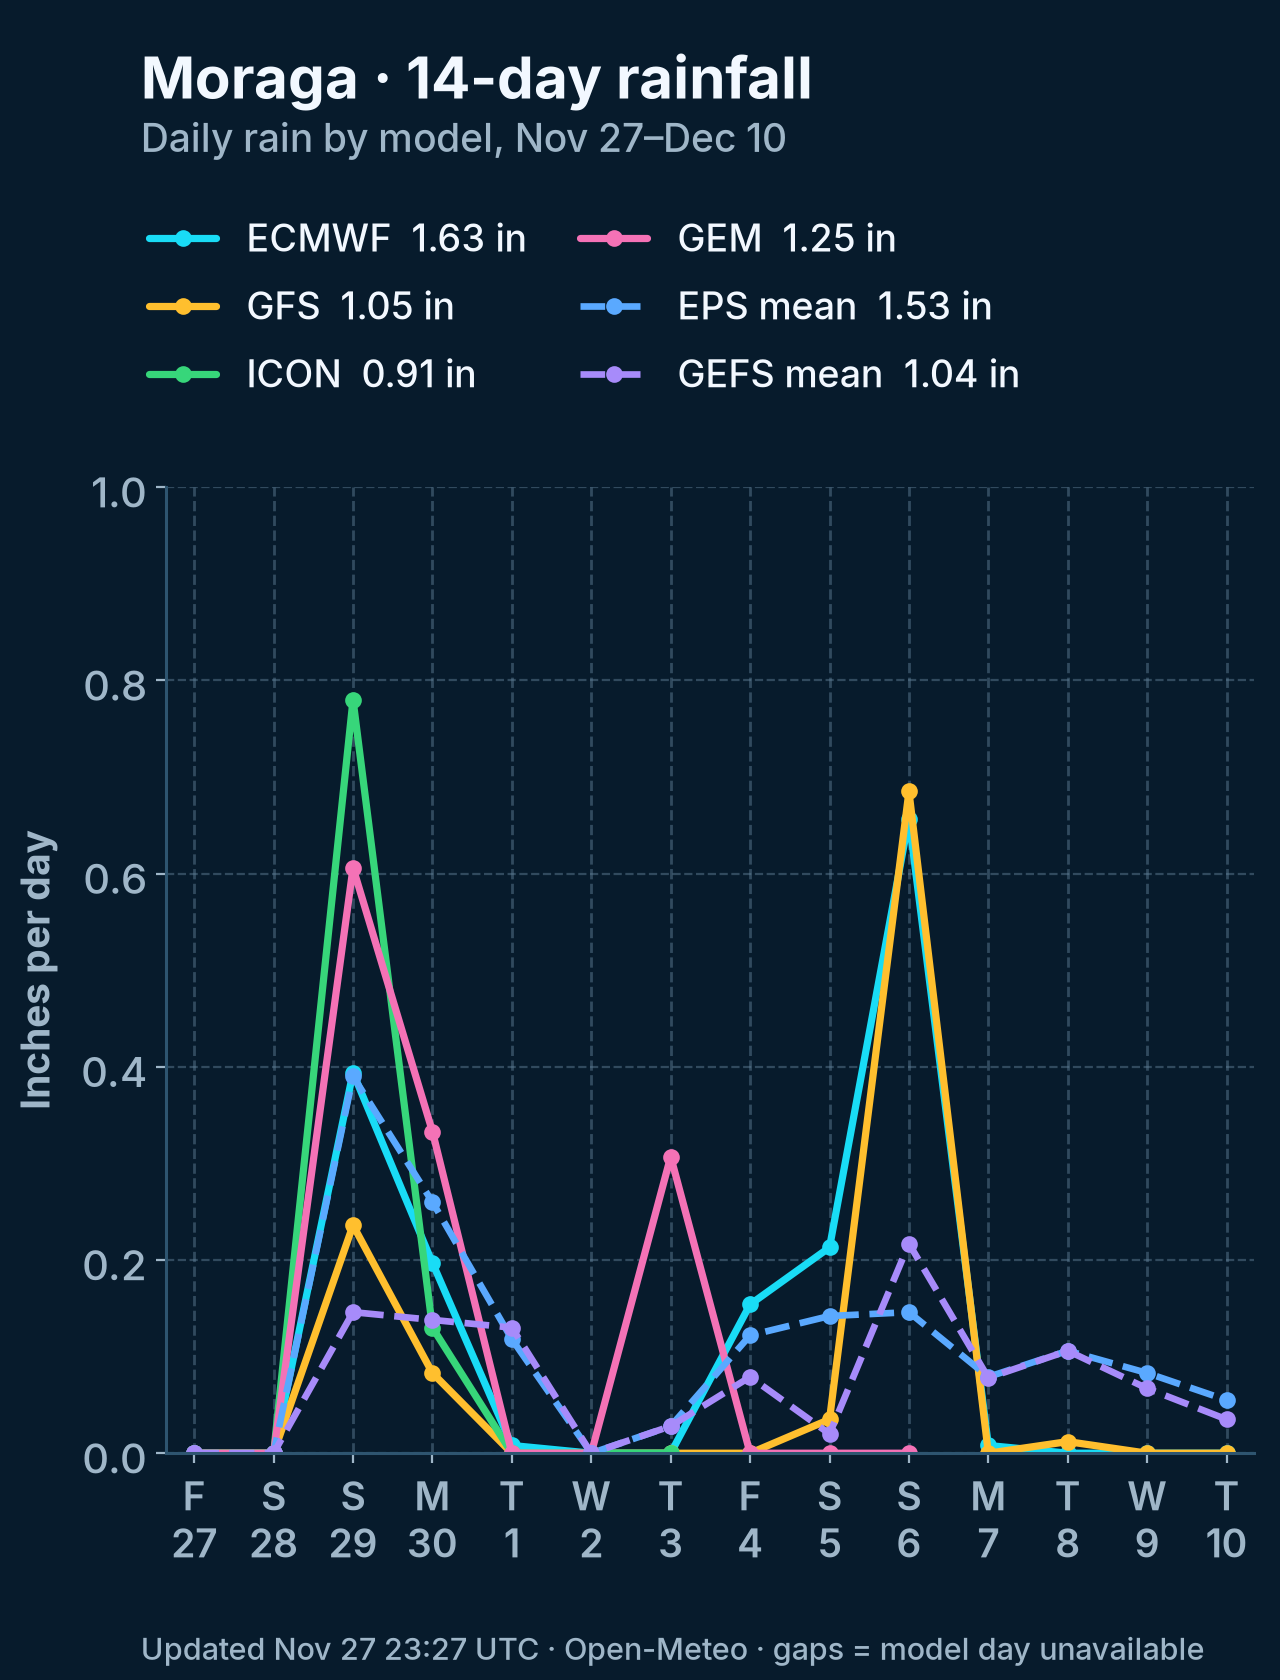 Moraga · 14-day rainfall
Daily rain by model, Nov 27–Dec 10
ECMWF 1.63 in
GFS 1.05 in
ICON 0.91 in
GEM 1.25 in
EPS mean 1.53 in
GEFS mean 1.04 in
Inches per day
1.0
0.8
0.6
0.4
0.2
0.0
F S S M T W T F S S M T W T
27 28 29 30 1 2 3 4 5 6 7 8 9 10
Updated Nov 27 23:27 UTC · Open-Meteo · gaps = model day unavailable